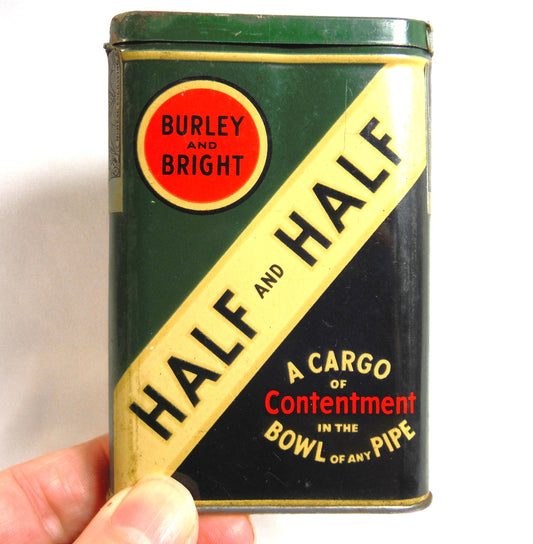 BURLEY
AND
BRIGHT
HALF AND HALF
A CARGO
OF
Contentment
IN THE
BOWL OF ANY PIPE